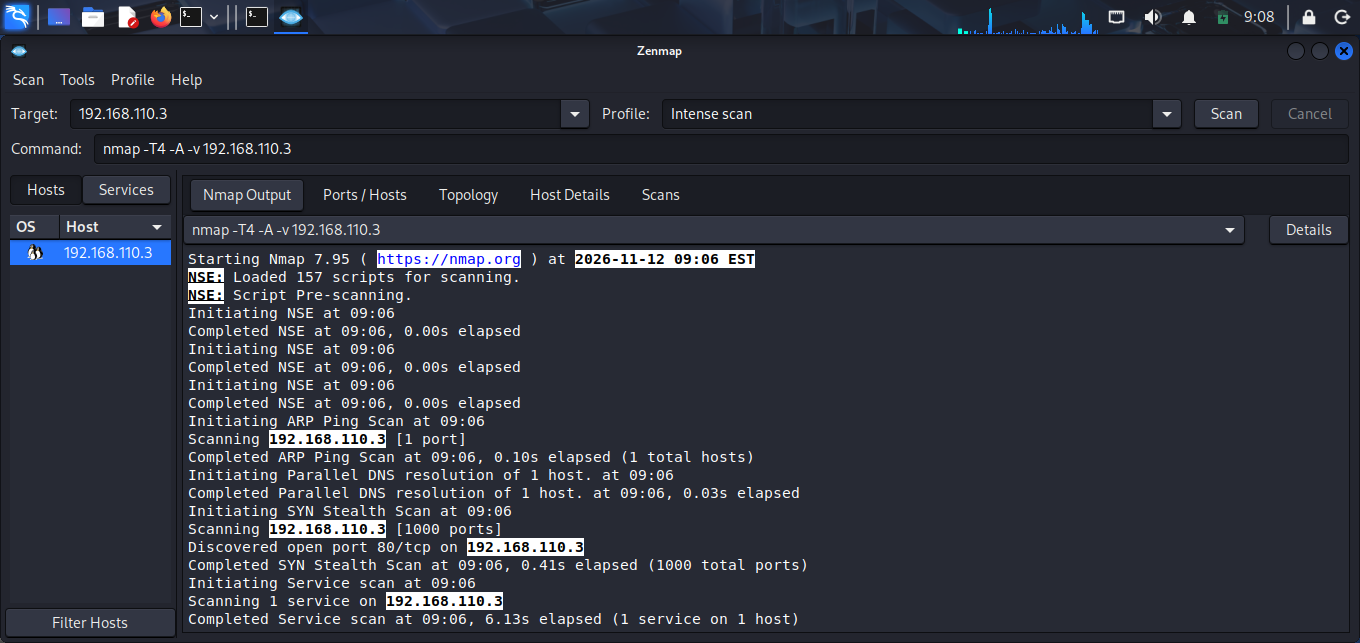 9:08
Zenmap
Scan Tools Profile Help
Target: 192.168.110.3 Profile: Intense scan Scan Cancel
Command: nmap -T4 -A -v 192.168.110.3
Hosts Services Nmap Output Ports / Hosts Topology Host Details Scans
OS Host nmap -T4 -A -v 192.168.110.3 Details
192.168.110.3
Starting Nmap 7.95 ( https://nmap.org ) at 2026-11-12 09:06 EST
NSE: Loaded 157 scripts for scanning.
NSE: Script Pre-scanning.
Initiating NSE at 09:06
Completed NSE at 09:06, 0.00s elapsed
Initiating NSE at 09:06
Completed NSE at 09:06, 0.00s elapsed
Initiating NSE at 09:06
Completed NSE at 09:06, 0.00s elapsed
Initiating ARP Ping Scan at 09:06
Scanning 192.168.110.3 [1 port]
Completed ARP Ping Scan at 09:06, 0.10s elapsed (1 total hosts)
Initiating Parallel DNS resolution of 1 host. at 09:06
Completed Parallel DNS resolution of 1 host. at 09:06, 0.03s elapsed
Initiating SYN Stealth Scan at 09:06
Scanning 192.168.110.3 [1000 ports]
Discovered open port 80/tcp on 192.168.110.3
Completed SYN Stealth Scan at 09:06, 0.41s elapsed (1000 total ports)
Initiating Service scan at 09:06
Scanning 1 service on 192.168.110.3
Completed Service scan at 09:06, 6.13s elapsed (1 service on 1 host)
Filter Hosts